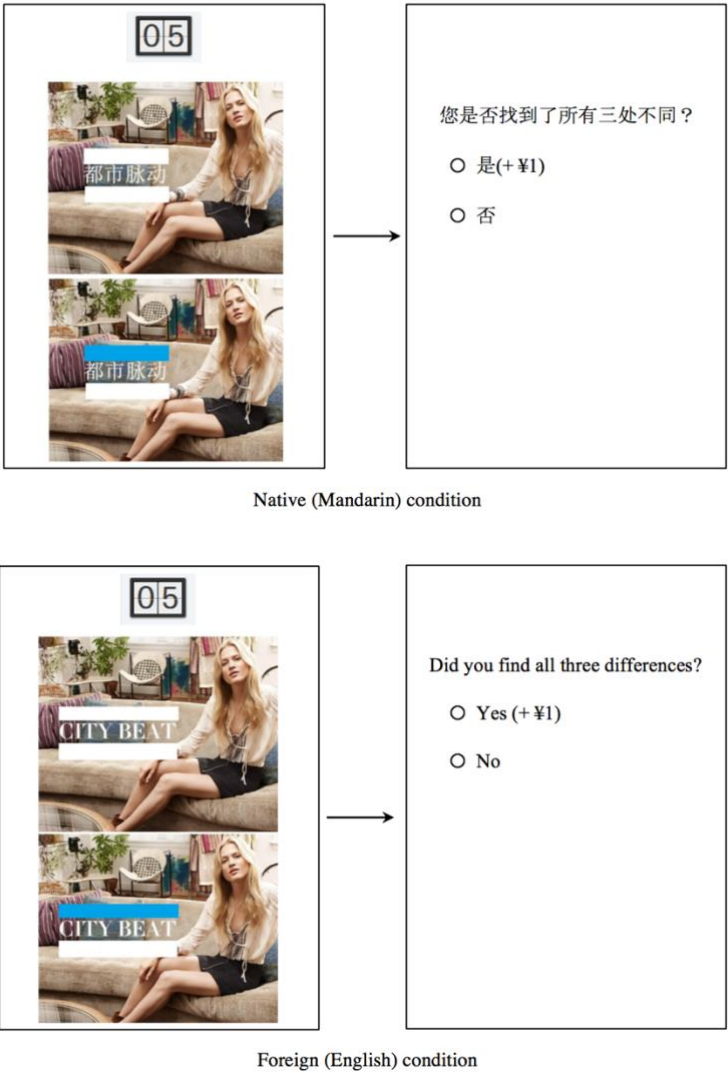 05
都市脉动
都市脉动
您是否找到了所有三处不同？
是(+ ¥1)
否
Native (Mandarin) condition
05
CITY BEAT
CITY BEAT
Did you find all three differences?
Yes (+ ¥1)
No
Foreign (English) condition